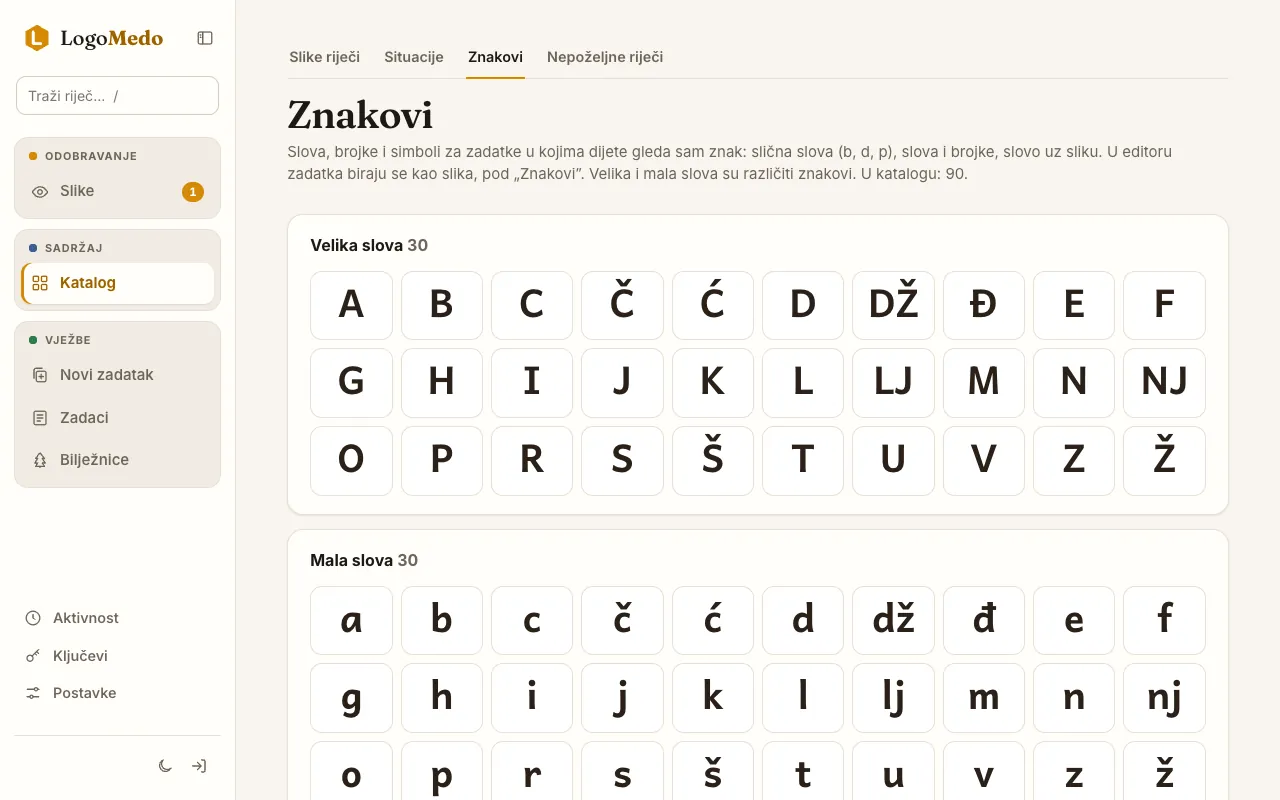 LogoMedo
Traži riječ... /
ODOBRAVANJE
Slike 1
SADRŽAJ
Katalog
VJEŽBE
Novi zadatak
Zadaci
Bilježnice
Aktivnost
Ključevi
Postavke
Slike riječi Situacije Znakovi Nepoželjne riječi
Znakovi
Slova, brojke i simboli za zadatke u kojima dijete gleda sam znak: slična slova (b, d, p), slova i brojke, slovo uz sliku. U editoru
zadatka biraju se kao slika, pod „Znakovi”. Velika i mala slova su različiti znakovi. U katalogu: 90.
Velika slova 30
A B C Č Ć D DŽ Đ E F
G H I J K L LJ M N NJ
O P R S Š T U V Z Ž
Mala slova 30
a b c č ć d dž đ e f
g h i j k l lj m n nj
o p r s š t u v z ž